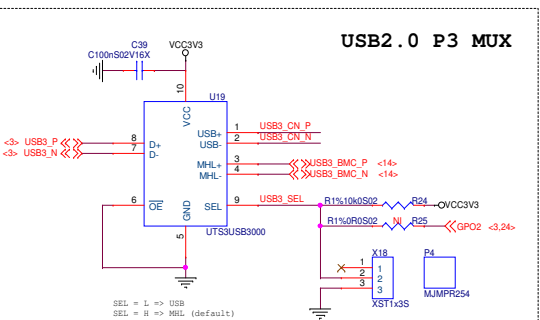 USB2.0 P3 MUX
C39
C100nS02V16X
VCC3V3
10
U19
VCC
USB+ 1 USB3_CN_P
USB- 2 USB3_CN_N
<3> USB3_P 8 D+
<3> USB3_N 7 D-
MHL+ 3 USB3_BMC_P <14>
MHL- 4 USB3_BMC_N <14>
6 OE
GND
SEL 9 USB3_SEL
R1%10k0S02 R24 VCC3V3
R1%0R0S02 NI R25 GPO2 <3,24>
5
UTS3USB3000
X18 P4
1 1
2 2
3 3
XST1x3S
MJMPR254
SEL = L => USB
SEL = H => MHL (default)